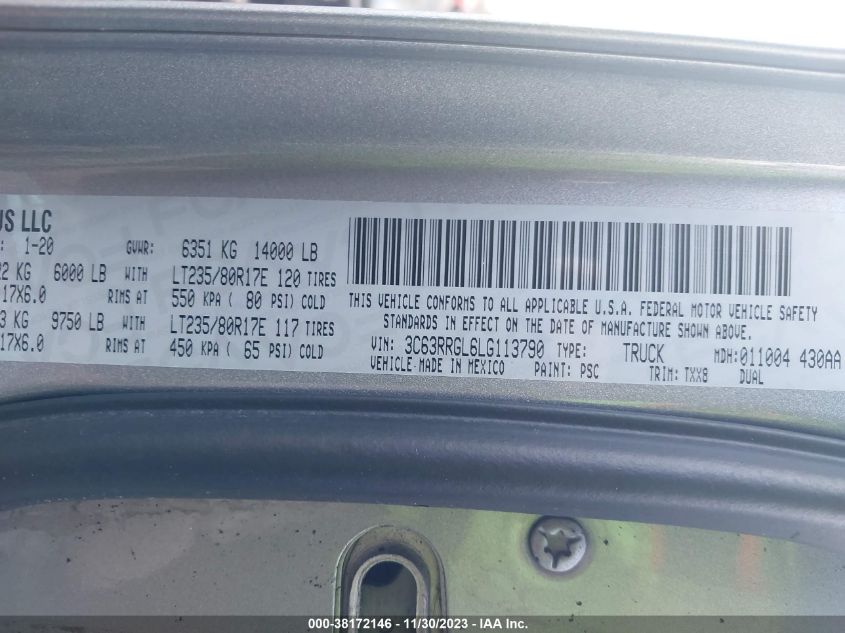 US LLC
: 1-20 GVWR: 6351 KG 14000 LB
2 KG 6000 LB WITH LT235/80R17E 120 TIRES
17X6.0 RIMS AT 550 KPA ( 80 PSI) COLD
3 KG 9750 LB WITH LT235/80R17E 117 TIRES
17X6.0 RIMS AT 450 KPA ( 65 PSI) COLD
THIS VEHICLE CONFORMS TO ALL APPLICABLE U.S.A. FEDERAL MOTOR VEHICLE SAFETY
STANDARDS IN EFFECT ON THE DATE OF MANUFACTURE SHOWN ABOVE.
VIN: 3C63RRGL6LG113790 TYPE: TRUCK MDH:011004 430AA
VEHICLE MADE IN MEXICO PAINT: PSC TRIM: TXX8 DUAL
000-38172146 - 11/30/2023 - IAA Inc.